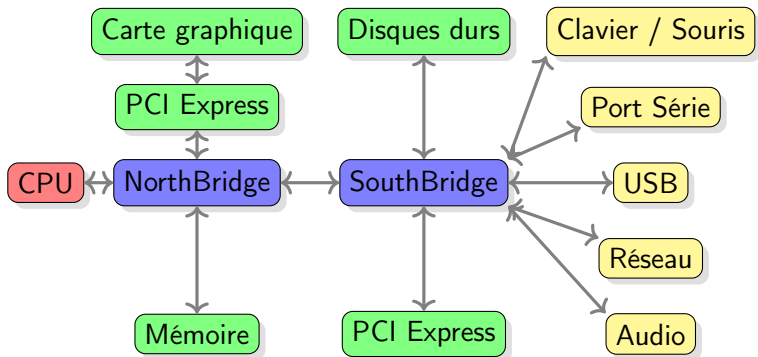 Carte graphique
Disques durs
Clavier / Souris
PCI Express
Port Série
CPU
NorthBridge
SouthBridge
USB
Réseau
Mémoire
PCI Express
Audio